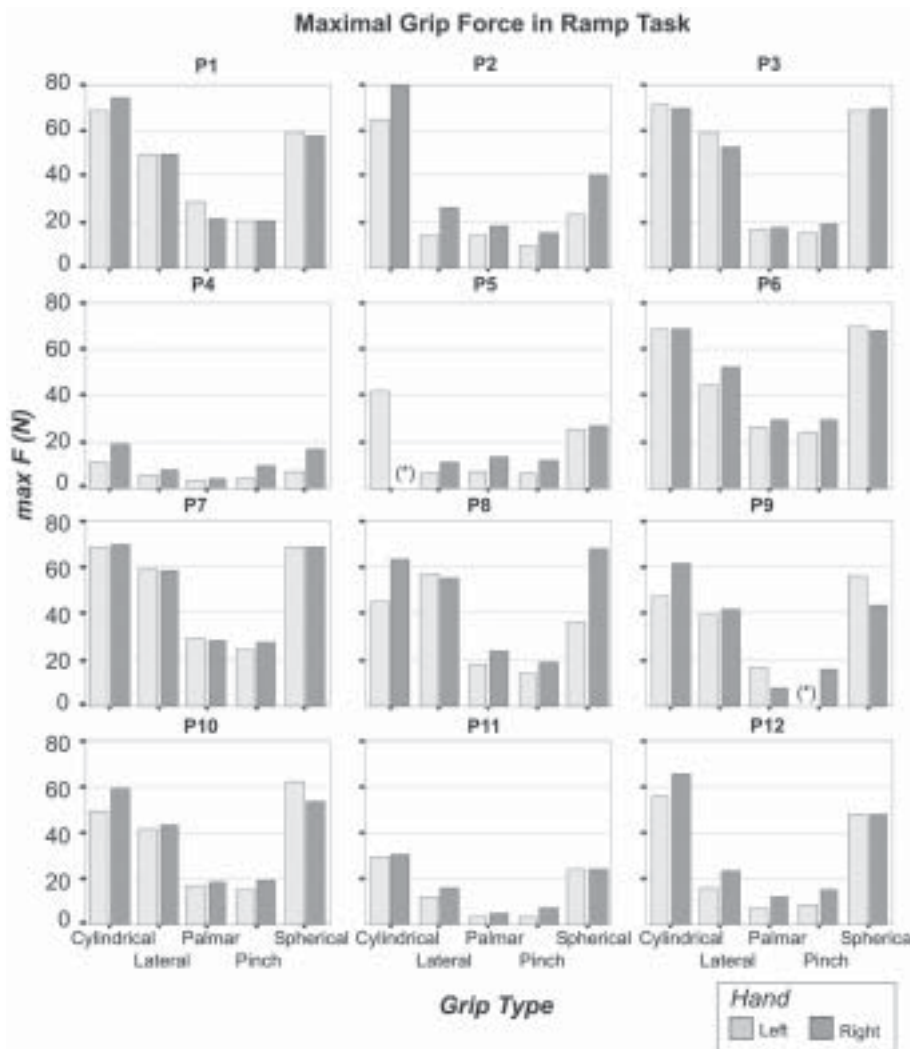 Maximal Grip Force in Ramp Task
P1 P2 P3
80
60
40
20
0
P4 P5 P6
80
60
40
20
0
(*)
P7 P8 P9
80
60
40
20
0
(*)
P10 P11 P12
80
60
40
20
0
max F (N)
Cylindrical Palmar Spherical Cylindrical Palmar Spherical Cylindrical Palmar Spherical
Lateral Pinch Lateral Pinch Lateral Pinch
Grip Type
Hand
Left Right